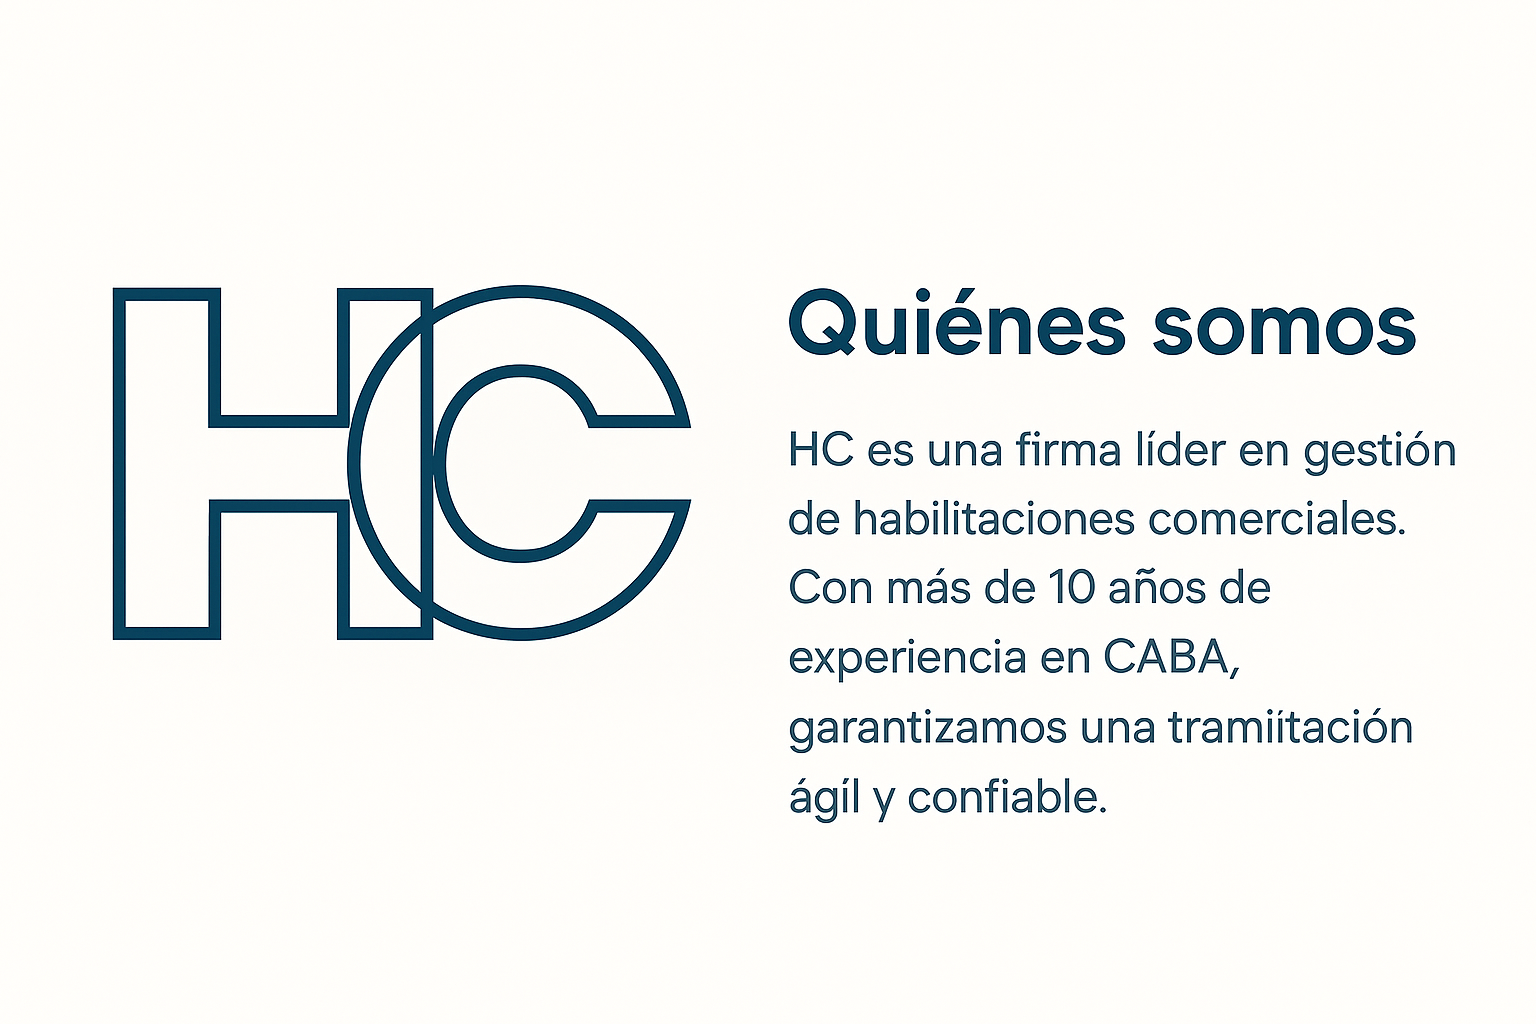 HC
Quiénes somos
HC es una firma líder en gestión
de habilitaciones comerciales.
Con más de 10 años de
experiencia en CABA,
garantizamos una tramiítación
ágíl y confiable.